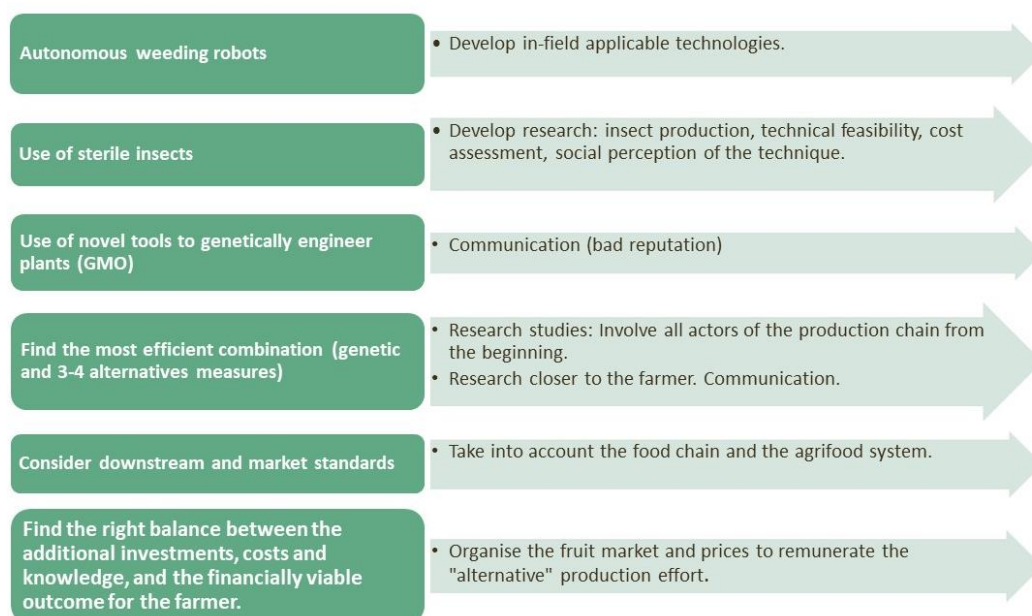 Autonomous weeding robots
• Develop in-field applicable technologies.
Use of sterile insects
• Develop research: insect production, technical feasibility, cost
assessment, social perception of the technique.
Use of novel tools to genetically engineer
plants (GMO)
• Communication (bad reputation)
Find the most efficient combination (genetic
and 3-4 alternatives measures)
• Research studies: Involve all actors of the production chain from
the beginning.
• Research closer to the farmer. Communication.
Consider downstream and market standards
• Take into account the food chain and the agrifood system.
Find the right balance between the
additional investments, costs and
knowledge, and the financially viable
outcome for the farmer.
• Organise the fruit market and prices to remunerate the
"alternative" production effort.